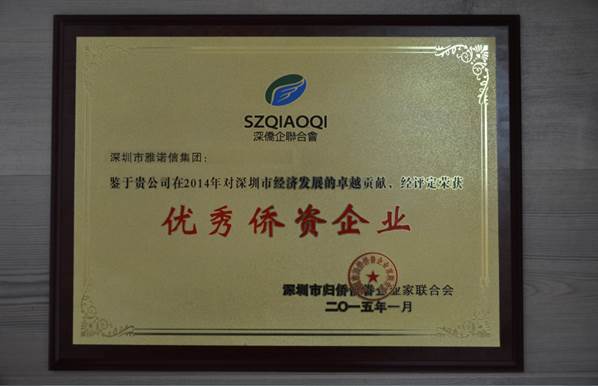 SZQIAOQI
深僑企聯合會
深圳市雅诺信集团：
鉴于贵公司在2014年对深圳市经济发展的卓越贡献，经评定荣获
优秀侨资企业
深圳市归侨侨眷企业家联合会
二〇一五年一月